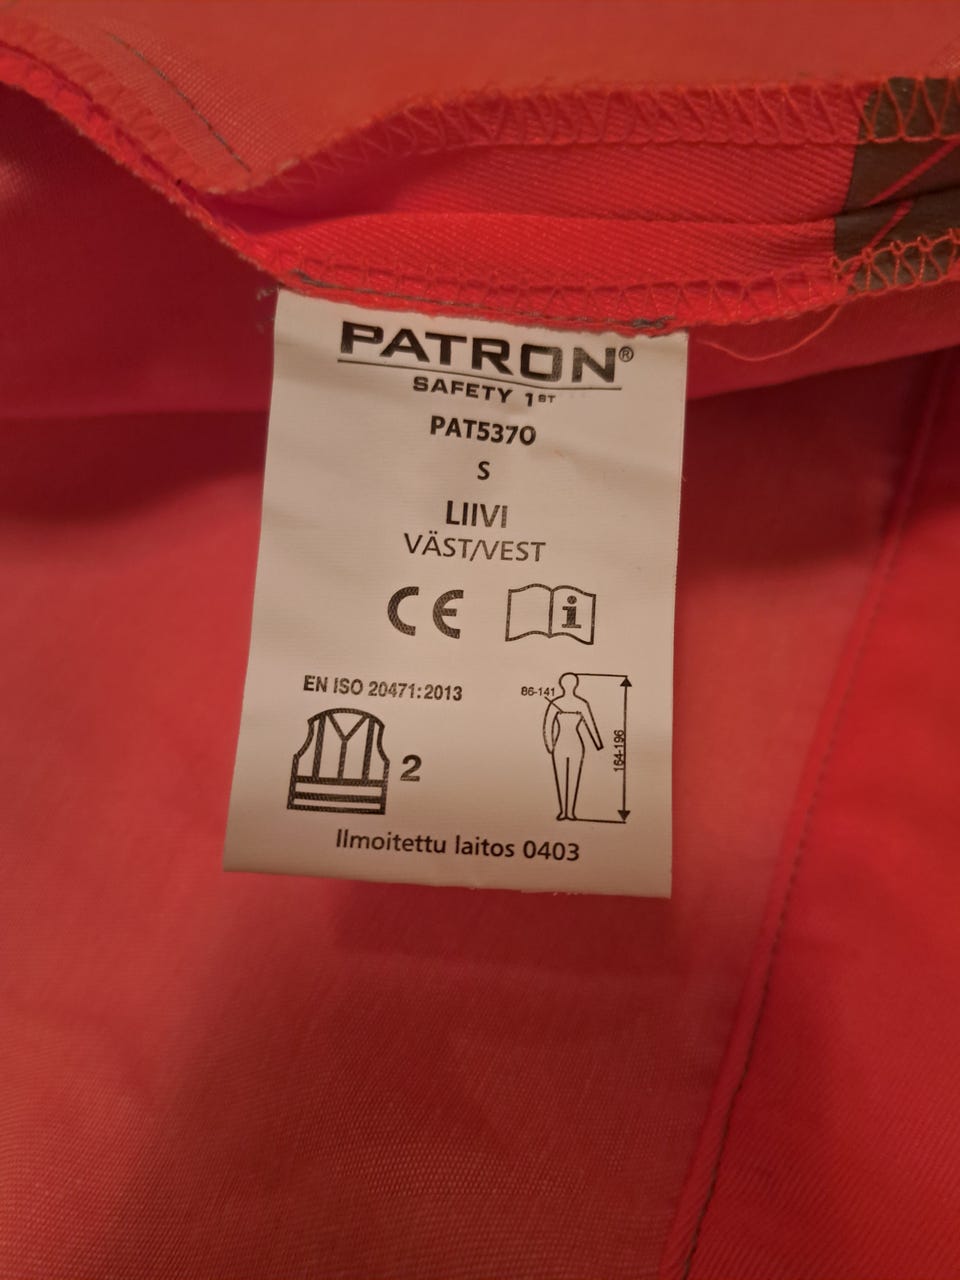 PATRON®
SAFETY 1ST
PAT5370
S
LIIVI
VÄST/VEST
CE i
EN ISO 20471:2013
86-141
164-196
2
Ilmoitettu laitos 0403